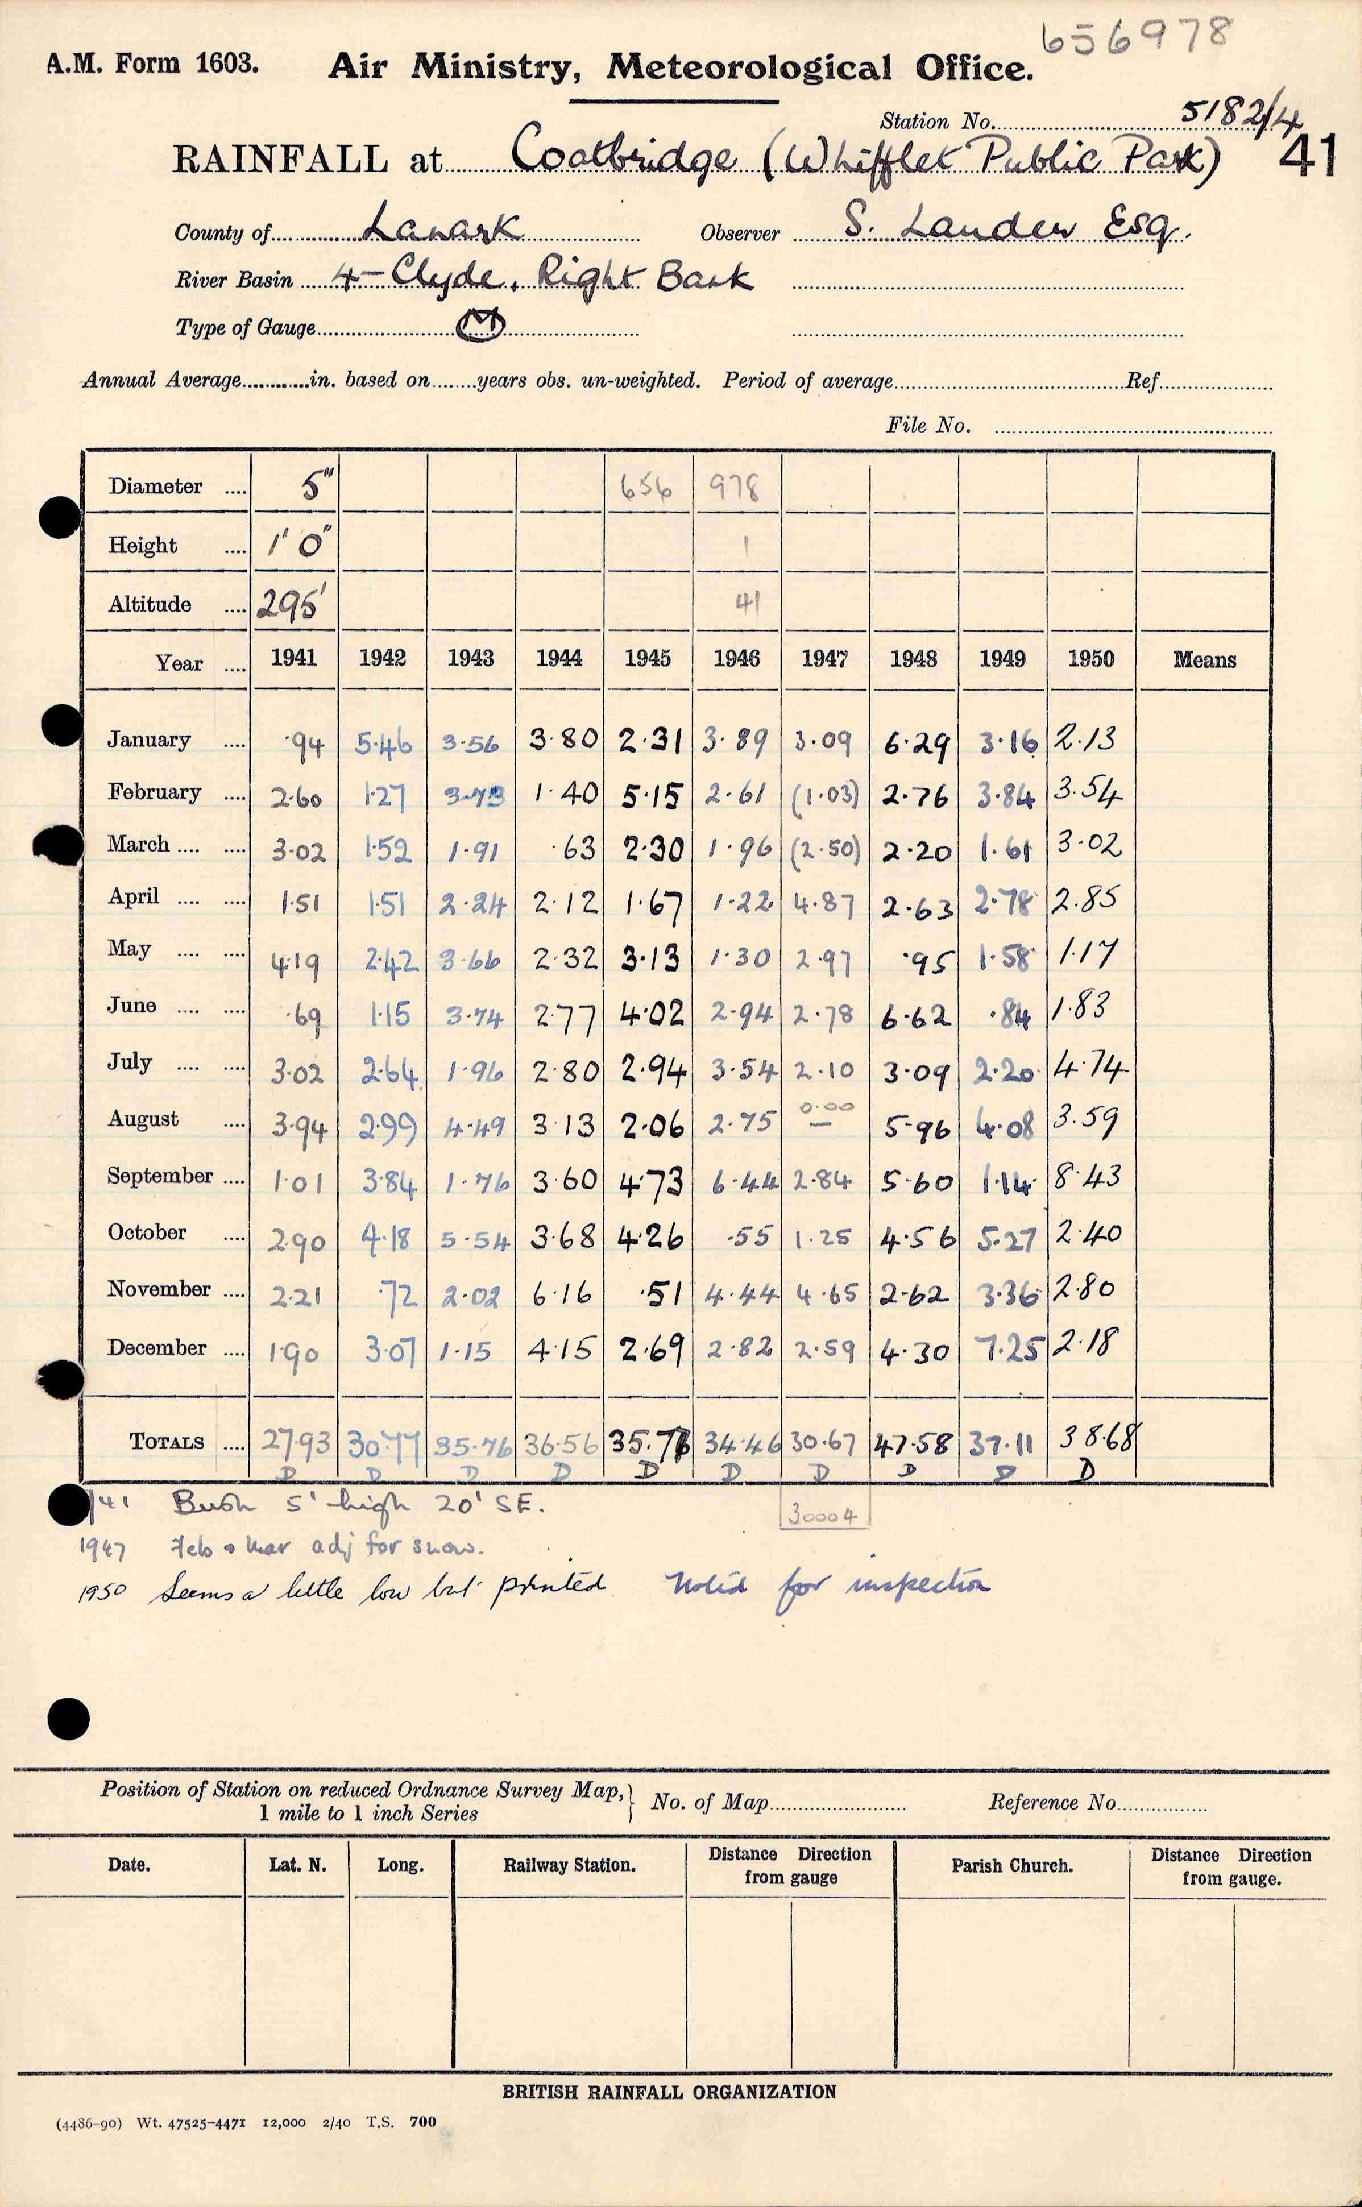 656978
A.M. Form 1603. Air Ministry, Meteorological Office.
Station No. 5182/4
RAINFALL at Coatbridge (Whifflet Public Park) 41
County of Lanark Observer S. Lauder Esq.
River Basin 4-Clyde, Right Bank
Type of Gauge M
Annual Average in. based on years obs. un-weighted. Period of average Ref
File No.
Diameter 5" 656 978
Height 1' 0" 1
Altitude 295' 41
Year 1941 1942 1943 1944 1945 1946 1947 1948 1949 1950 Means
January ·94 5·46 3·56 3·80 2·31 3·89 3·09 6·29 3·16 2·13
February 2·60 1·27 3·73 1·40 5·15 2·61 (1·03) 2·76 3·84 3·54
March 3·02 1·52 1·91 ·63 2·30 1·96 (2·50) 2·20 1·61 3·02
April 1·51 1·51 2·24 2·12 1·67 1·22 4·87 2·63 2·78 2·85
May 4·19 2·42 3·66 2·32 3·13 1·30 2·97 ·95 1·58 1·17
June ·69 1·15 3·74 2·77 4·02 2·94 2·78 6·62 ·84 1·83
July 3·02 2·64 1·96 2·80 2·94 3·54 2·10 3·09 2·20 4·74
August 3·94 2·99 4·49 3·13 2·06 2·75 0·00 — 5·96 4·08 3·59
September 1·01 3·84 1·76 3·60 4·73 6·44 2·84 5·60 1·14 8·43
October 2·90 4·18 5·54 3·68 4·26 ·55 1·25 4·56 5·27 2·40
November 2·21 ·72 2·02 6·16 ·51 4·44 4·65 2·62 3·36 2·80
December 1·90 3·07 1·15 4·15 2·69 2·82 2·59 4·30 7·25 2·18
TOTALS 27·93 30·77 35·76 36·56 35·77 34·46 30·67 47·58 37·11 38·68
D D D D D D D D D D
/41 Bush 5' high 20' SE. 30004
1947 Feb & Mar adj for snow.
1950 Seems a little low but printed Noted for inspection
Position of Station on reduced Ordnance Survey Map, 1 mile to 1 inch Series No. of Map Reference No
Date. Lat. N. Long. Railway Station. Distance Direction from gauge Parish Church. Distance Direction from gauge.
BRITISH RAINFALL ORGANIZATION
(4486-90) Wt. 47525-4471 12,000 2/40 T.S. 700